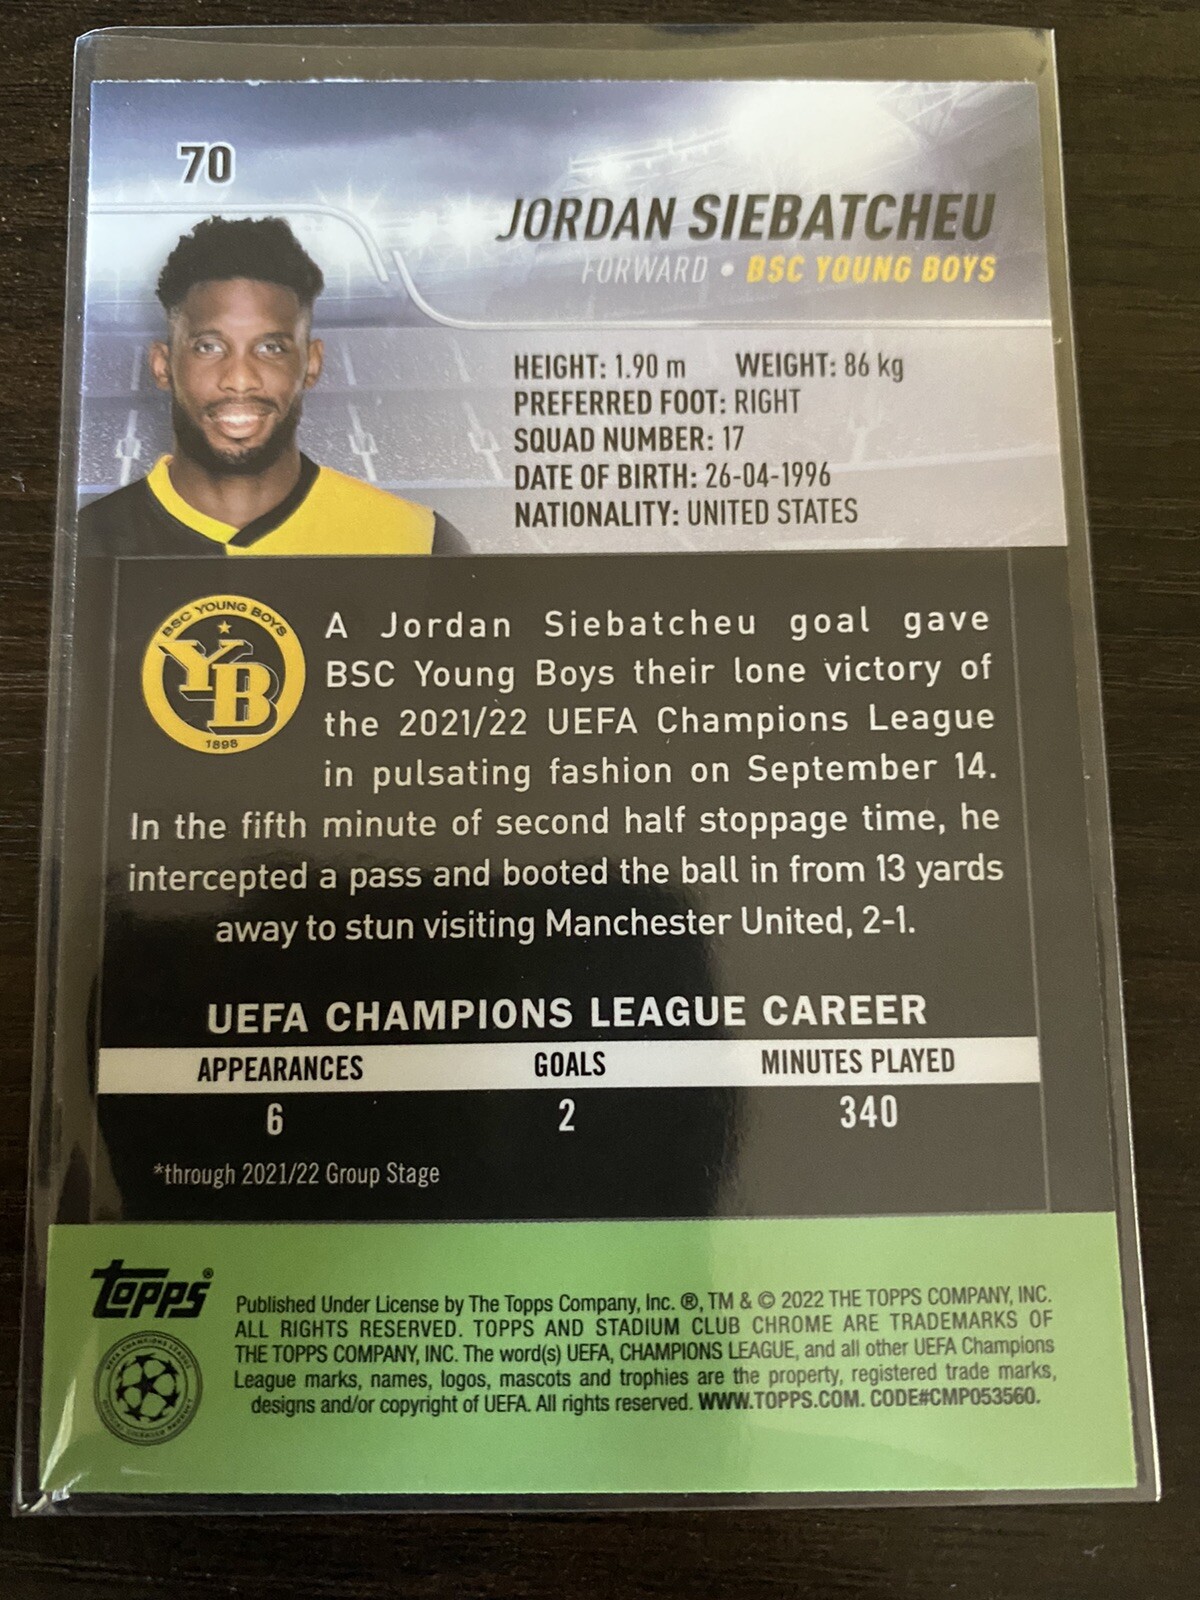 70
JORDAN SIEBATCHEU
FORWARD • BSC YOUNG BOYS
HEIGHT: 1.90 m WEIGHT: 86 kg
PREFERRED FOOT: RIGHT
SQUAD NUMBER: 17
DATE OF BIRTH: 26-04-1996
NATIONALITY: UNITED STATES
BSC YOUNG BOYS
YB
1898
A Jordan Siebatcheu goal gave
BSC Young Boys their lone victory of
the 2021/22 UEFA Champions League
in pulsating fashion on September 14.
In the fifth minute of second half stoppage time, he
intercepted a pass and booted the ball in from 13 yards
away to stun visiting Manchester United, 2-1.
UEFA CHAMPIONS LEAGUE CAREER
APPEARANCES GOALS MINUTES PLAYED
6 2 340
*through 2021/22 Group Stage
Topps®
UEFA CHAMPIONS LEAGUE
OFFICIAL LICENSED PRODUCT
Published Under License by The Topps Company, Inc. ®, TM & © 2022 THE TOPPS COMPANY, INC.
ALL RIGHTS RESERVED. TOPPS AND STADIUM CLUB CHROME ARE TRADEMARKS OF
THE TOPPS COMPANY, INC. The word(s) UEFA, CHAMPIONS LEAGUE, and all other UEFA Champions
League marks, names, logos, mascots and trophies are the property, registered trade marks,
designs and/or copyright of UEFA. All rights reserved. WWW.TOPPS.COM. CODE#CMP053560.